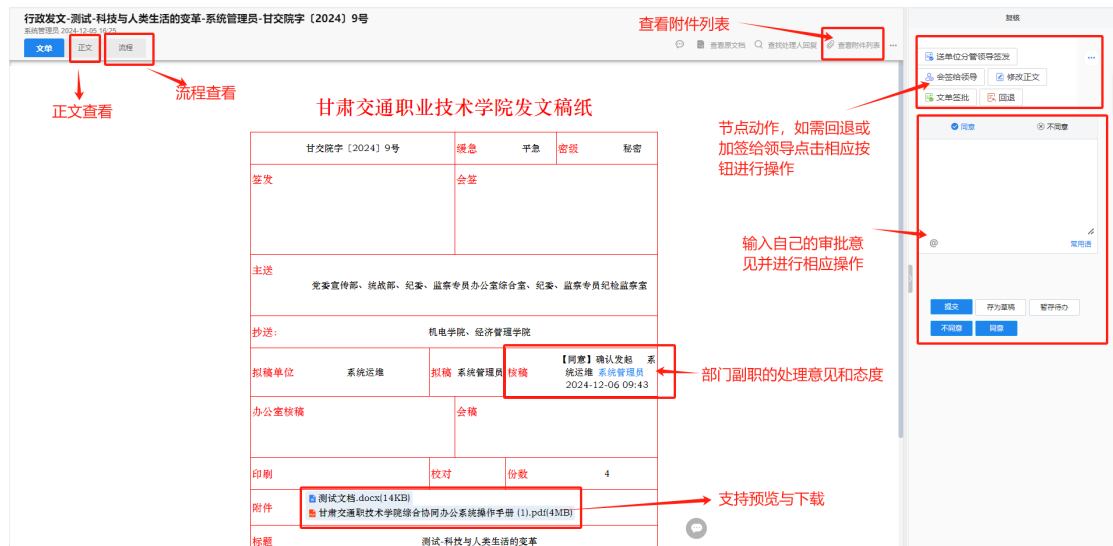 行政发文-测试-科技与人类生活的变革-系统管理员-甘交院字〔2024〕9号
系统管理员 2024-12-05 16:25
文单 正文 流程
查看原文档 查找处理人回复 查看附件列表
查看附件列表
正文查看
流程查看
甘肃交通职业技术学院发文稿纸
甘交院字〔2024〕9号 缓急 平急 密级 秘密
签发 会签
主送
党委宣传部、统战部、纪委、监察专员办公室综合室、纪委、监察专员纪检监察室
抄送: 机电学院、经济管理学院
拟稿单位 系统运维 拟稿 系统管理员 核稿
【同意】确认发起 系
统运维 系统管理员
2024-12-06 09:43
办公室核稿 会稿
印刷 校对 份数 4
附件
测试文档.docx(14KB)
甘肃交通职技术学院综合协同办公系统操作手册 (1).pdf(4MB)
标题 测试-科技与人类生活的变革
部门副职的处理意见和态度
支持预览与下载
节点动作，如需回退或
加签给领导点击相应按
钮进行操作
输入自己的审批意
见并进行相应操作
复核
送单位分管领导签发
会签给领导 修改正文
文单签批 回退
同意 不同意
@ 常用语
提交 存为草稿 暂存待办
不同意 同意